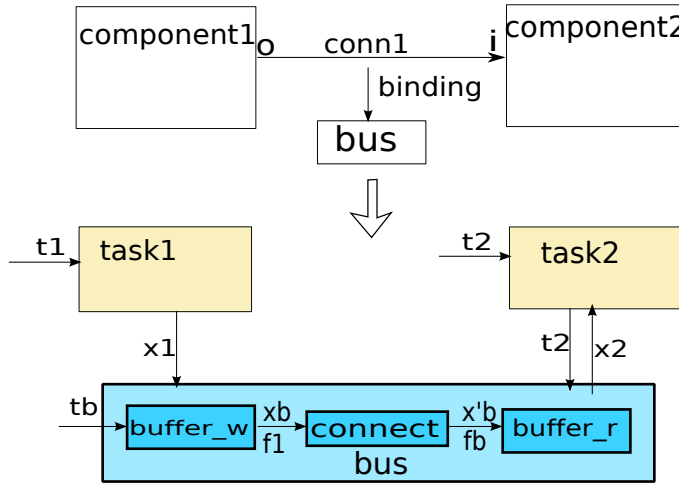 component1
o
conn1
i
component2
binding
bus
t1
task1
t2
task2
x1
t2
x2
tb
buffer_w
xb
f1
connect
x'b
fb
buffer_r
bus